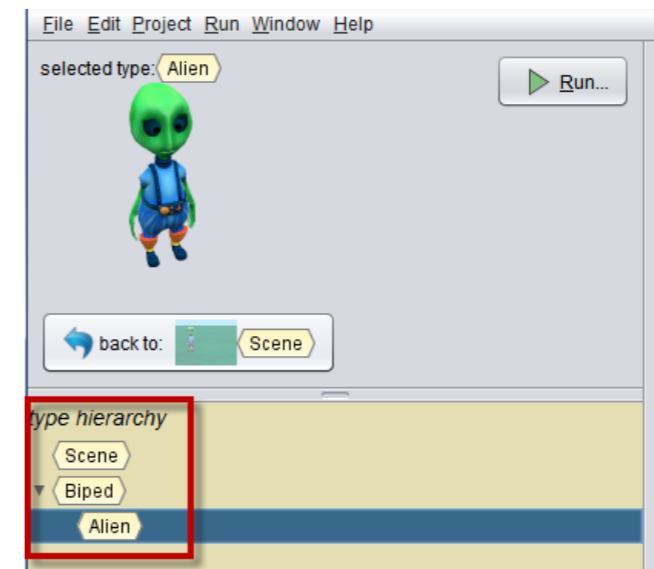 File Edit Project Run Window Help
selected type: Alien
Run...
back to: Scene
type hierarchy
Scene
Biped
Alien